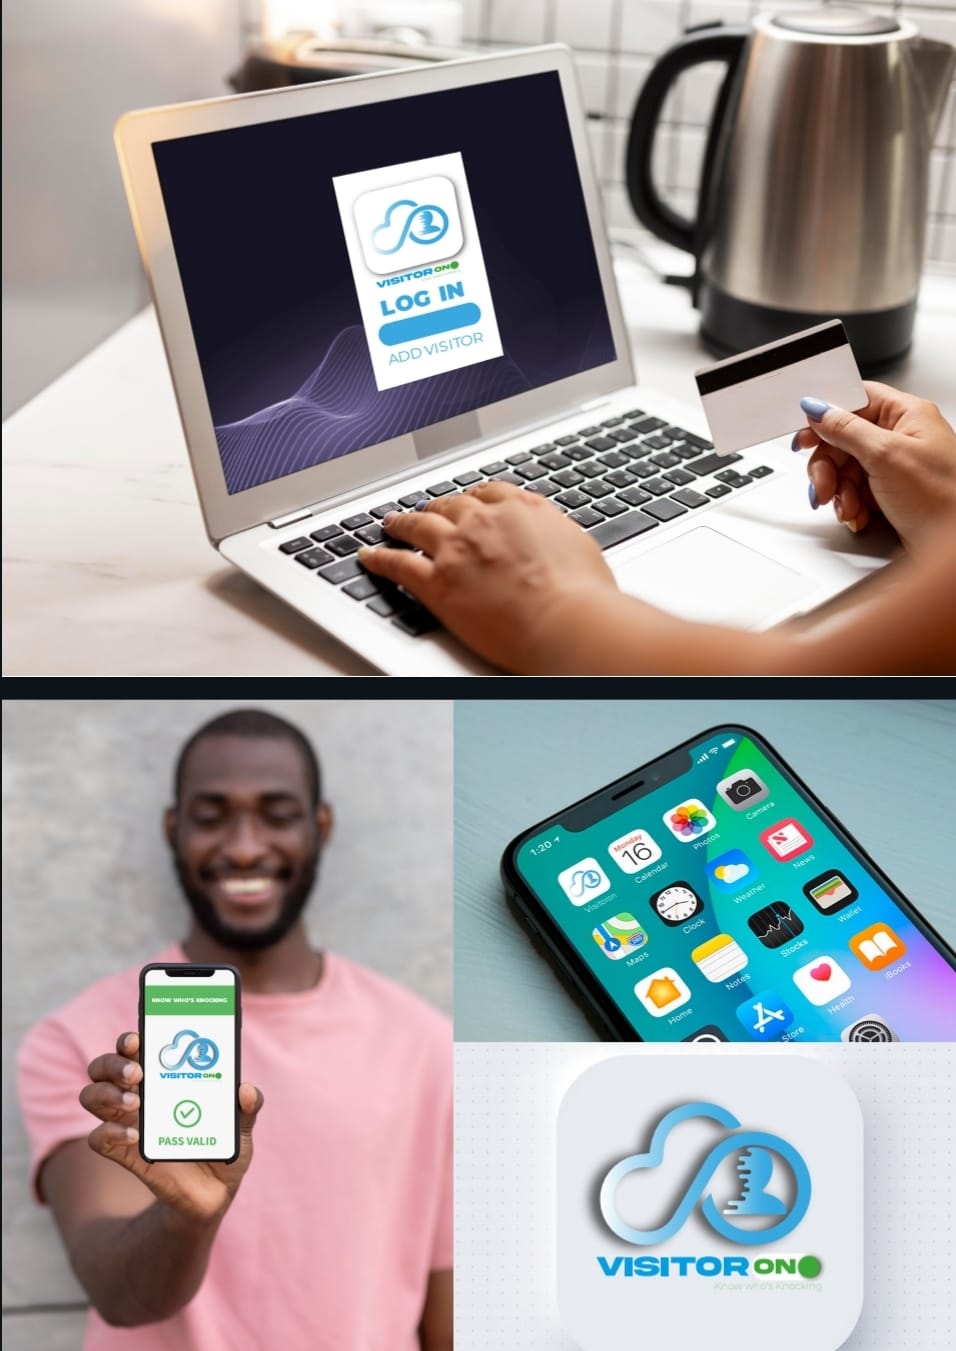 VISITOR ON
LOG IN
ADD VISITOR
KNOW WHO'S KNOCKING
VISITOR ON
PASS VALID
1:20
Visitoron
Monday
16
Calendar
Photos
Camera
Maps
Clock
Weather
News
Home
Notes
Stocks
Wallet
Store
Health
iBooks
VISITOR ON
Know who's Knocking